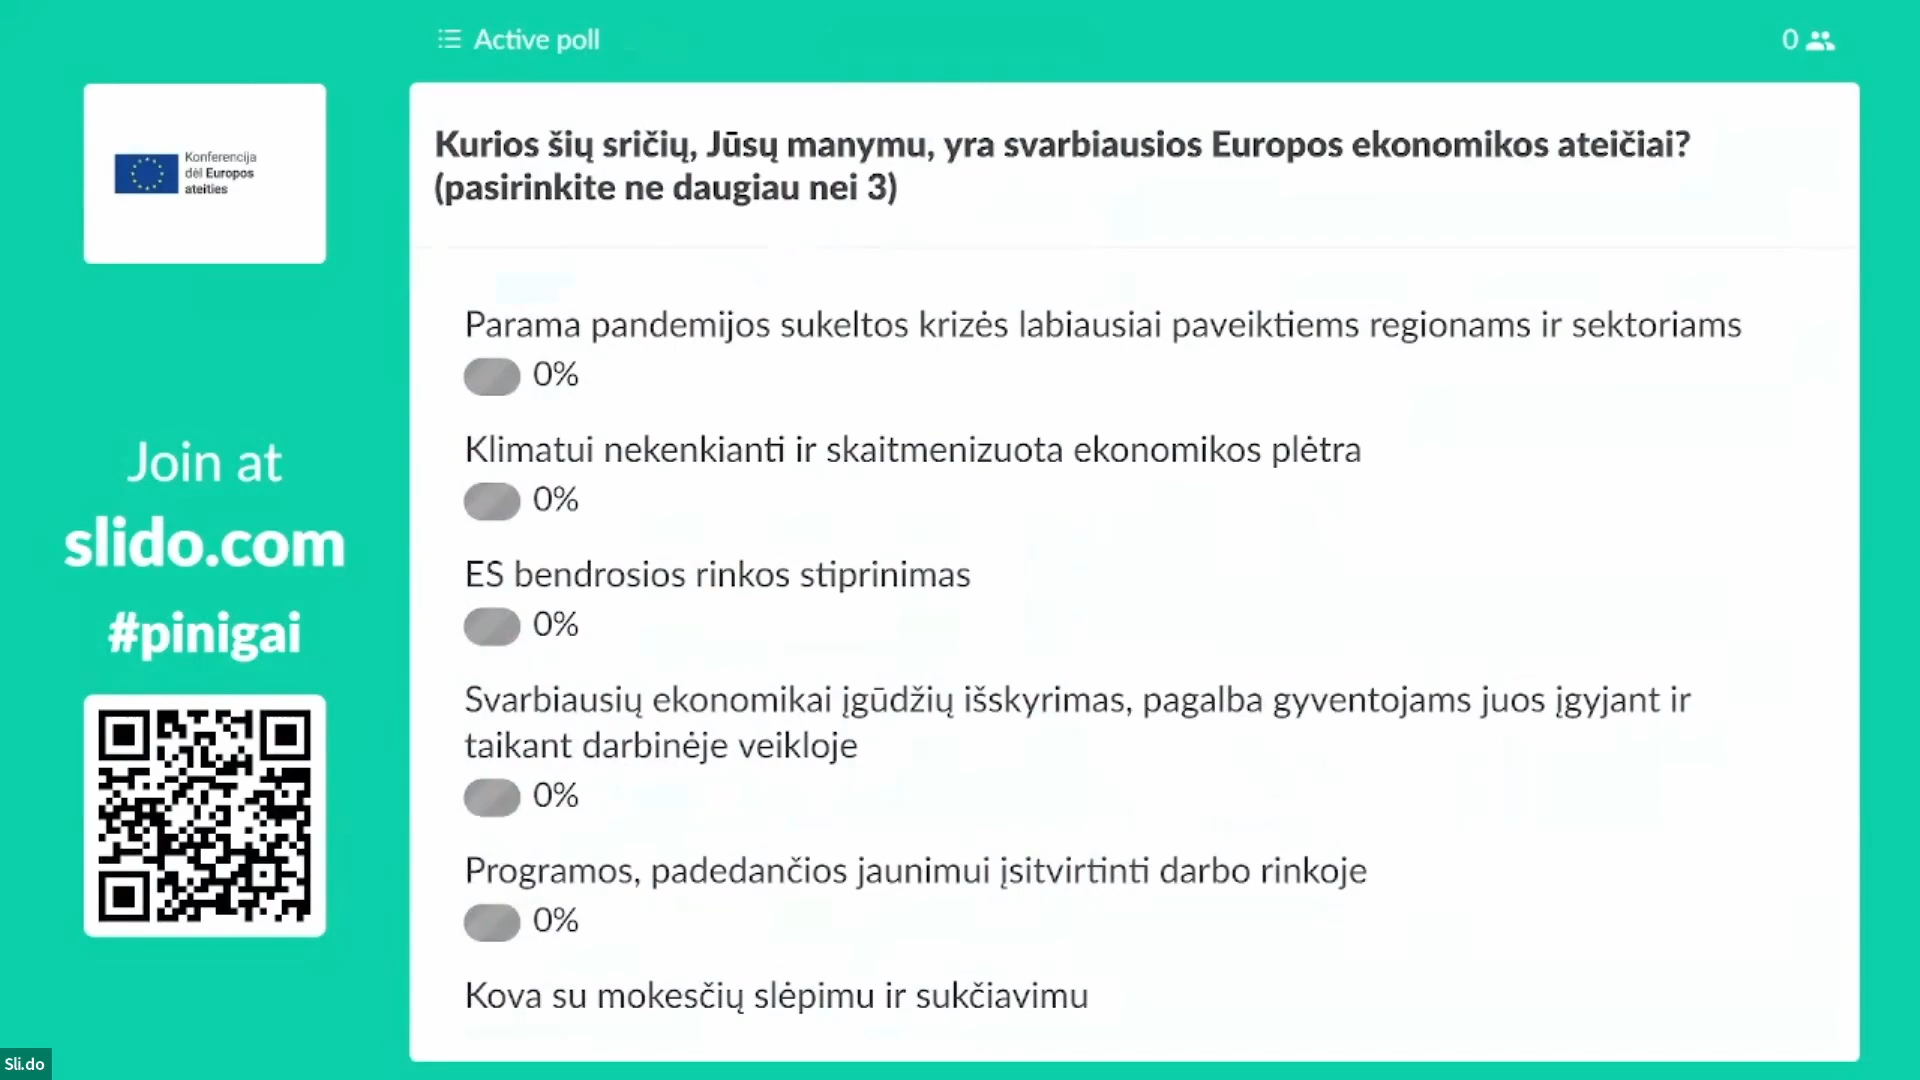 Active poll
0
Konferencija
dėl Europos
ateities
Kurios šių sričių, Jūsų manymu, yra svarbiausios Europos ekonomikos ateičiai?
(pasirinkite ne daugiau nei 3)
Parama pandemijos sukeltos krizės labiausiai paveiktiems regionams ir sektoriams
0%
Klimatui nekenkianti ir skaitmenizuota ekonomikos plėtra
0%
ES bendrosios rinkos stiprinimas
0%
Svarbiausių ekonomikai įgūdžių išskyrimas, pagalba gyventojams juos įgyjant ir
taikant darbinėje veikloje
0%
Programos, padedančios jaunimui įsitvirtinti darbo rinkoje
0%
Kova su mokesčių slėpimu ir sukčiavimu
Join at
slido.com
#pinigai
Sli.do